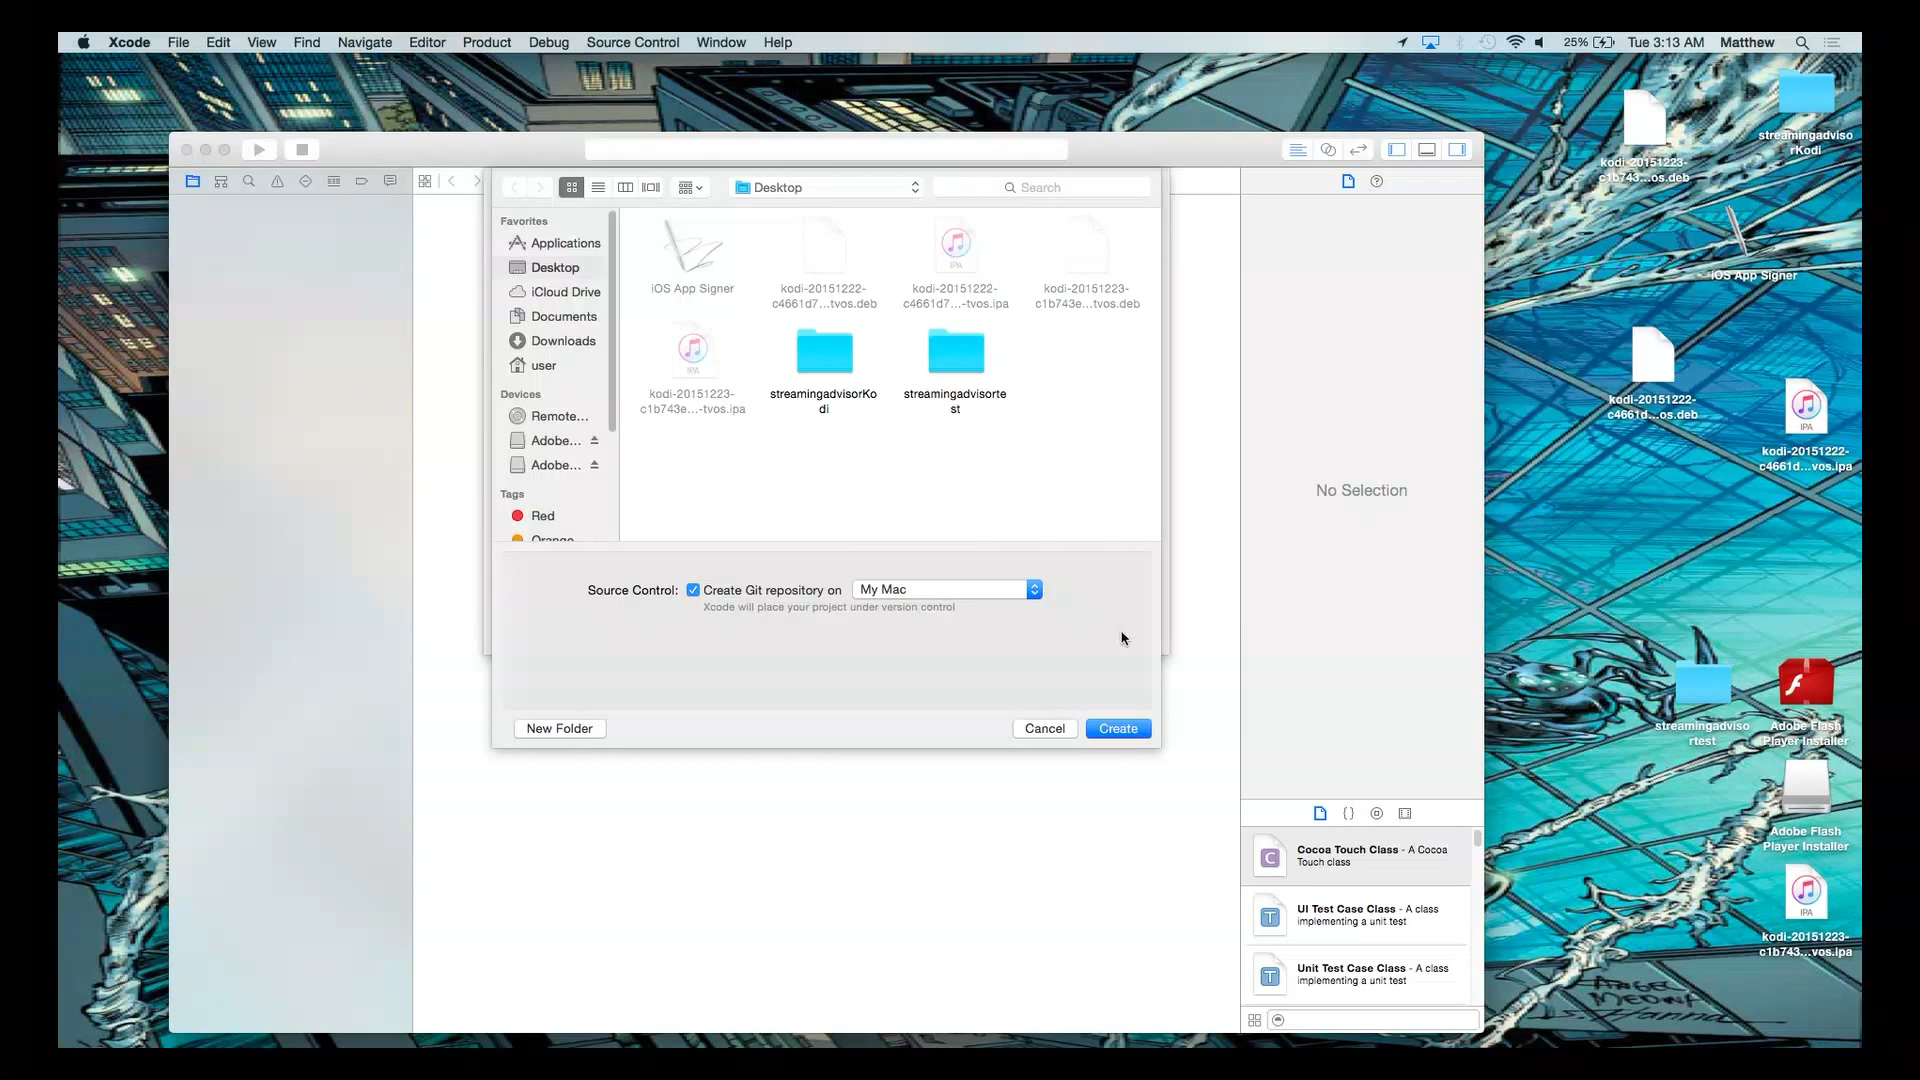 Xcode File Edit View Find Navigate Editor Product Debug Source Control Window Help
25% Tue 3:13 AM Matthew
Desktop
Search
Favorites
Applications
Desktop
iCloud Drive
Documents
Downloads
user
Devices
Remote...
Adobe...
Adobe...
Tags
Red
Orange
iOS App Signer
kodi-20151222-
c4661d7...tvos.deb
kodi-20151222-
c4661d7...-tvos.ipa
kodi-20151223-
c1b743e...tvos.deb
IPA
IPA
kodi-20151223-
c1b743e...-tvos.ipa
streamingadvisorKo
di
streamingadvisorte
st
Source Control: Create Git repository on My Mac
Xcode will place your project under version control
New Folder
Cancel
Create
No Selection
C
Cocoa Touch Class - A Cocoa
Touch class
T
UI Test Case Class - A class
implementing a unit test
T
Unit Test Case Class - A class
implementing a unit test
kodi-20151223-
c1b743...os.deb
streamingadviso
rKodi
iOS App Signer
kodi-20151222-
c4661d...os.deb
IPA
kodi-20151222-
c4661d...vos.ipa
streamingadviso
rtest
Adobe Flash
Player Installer
Adobe Flash
Player Installer
IPA
kodi-20151223-
c1b743...vos.ipa